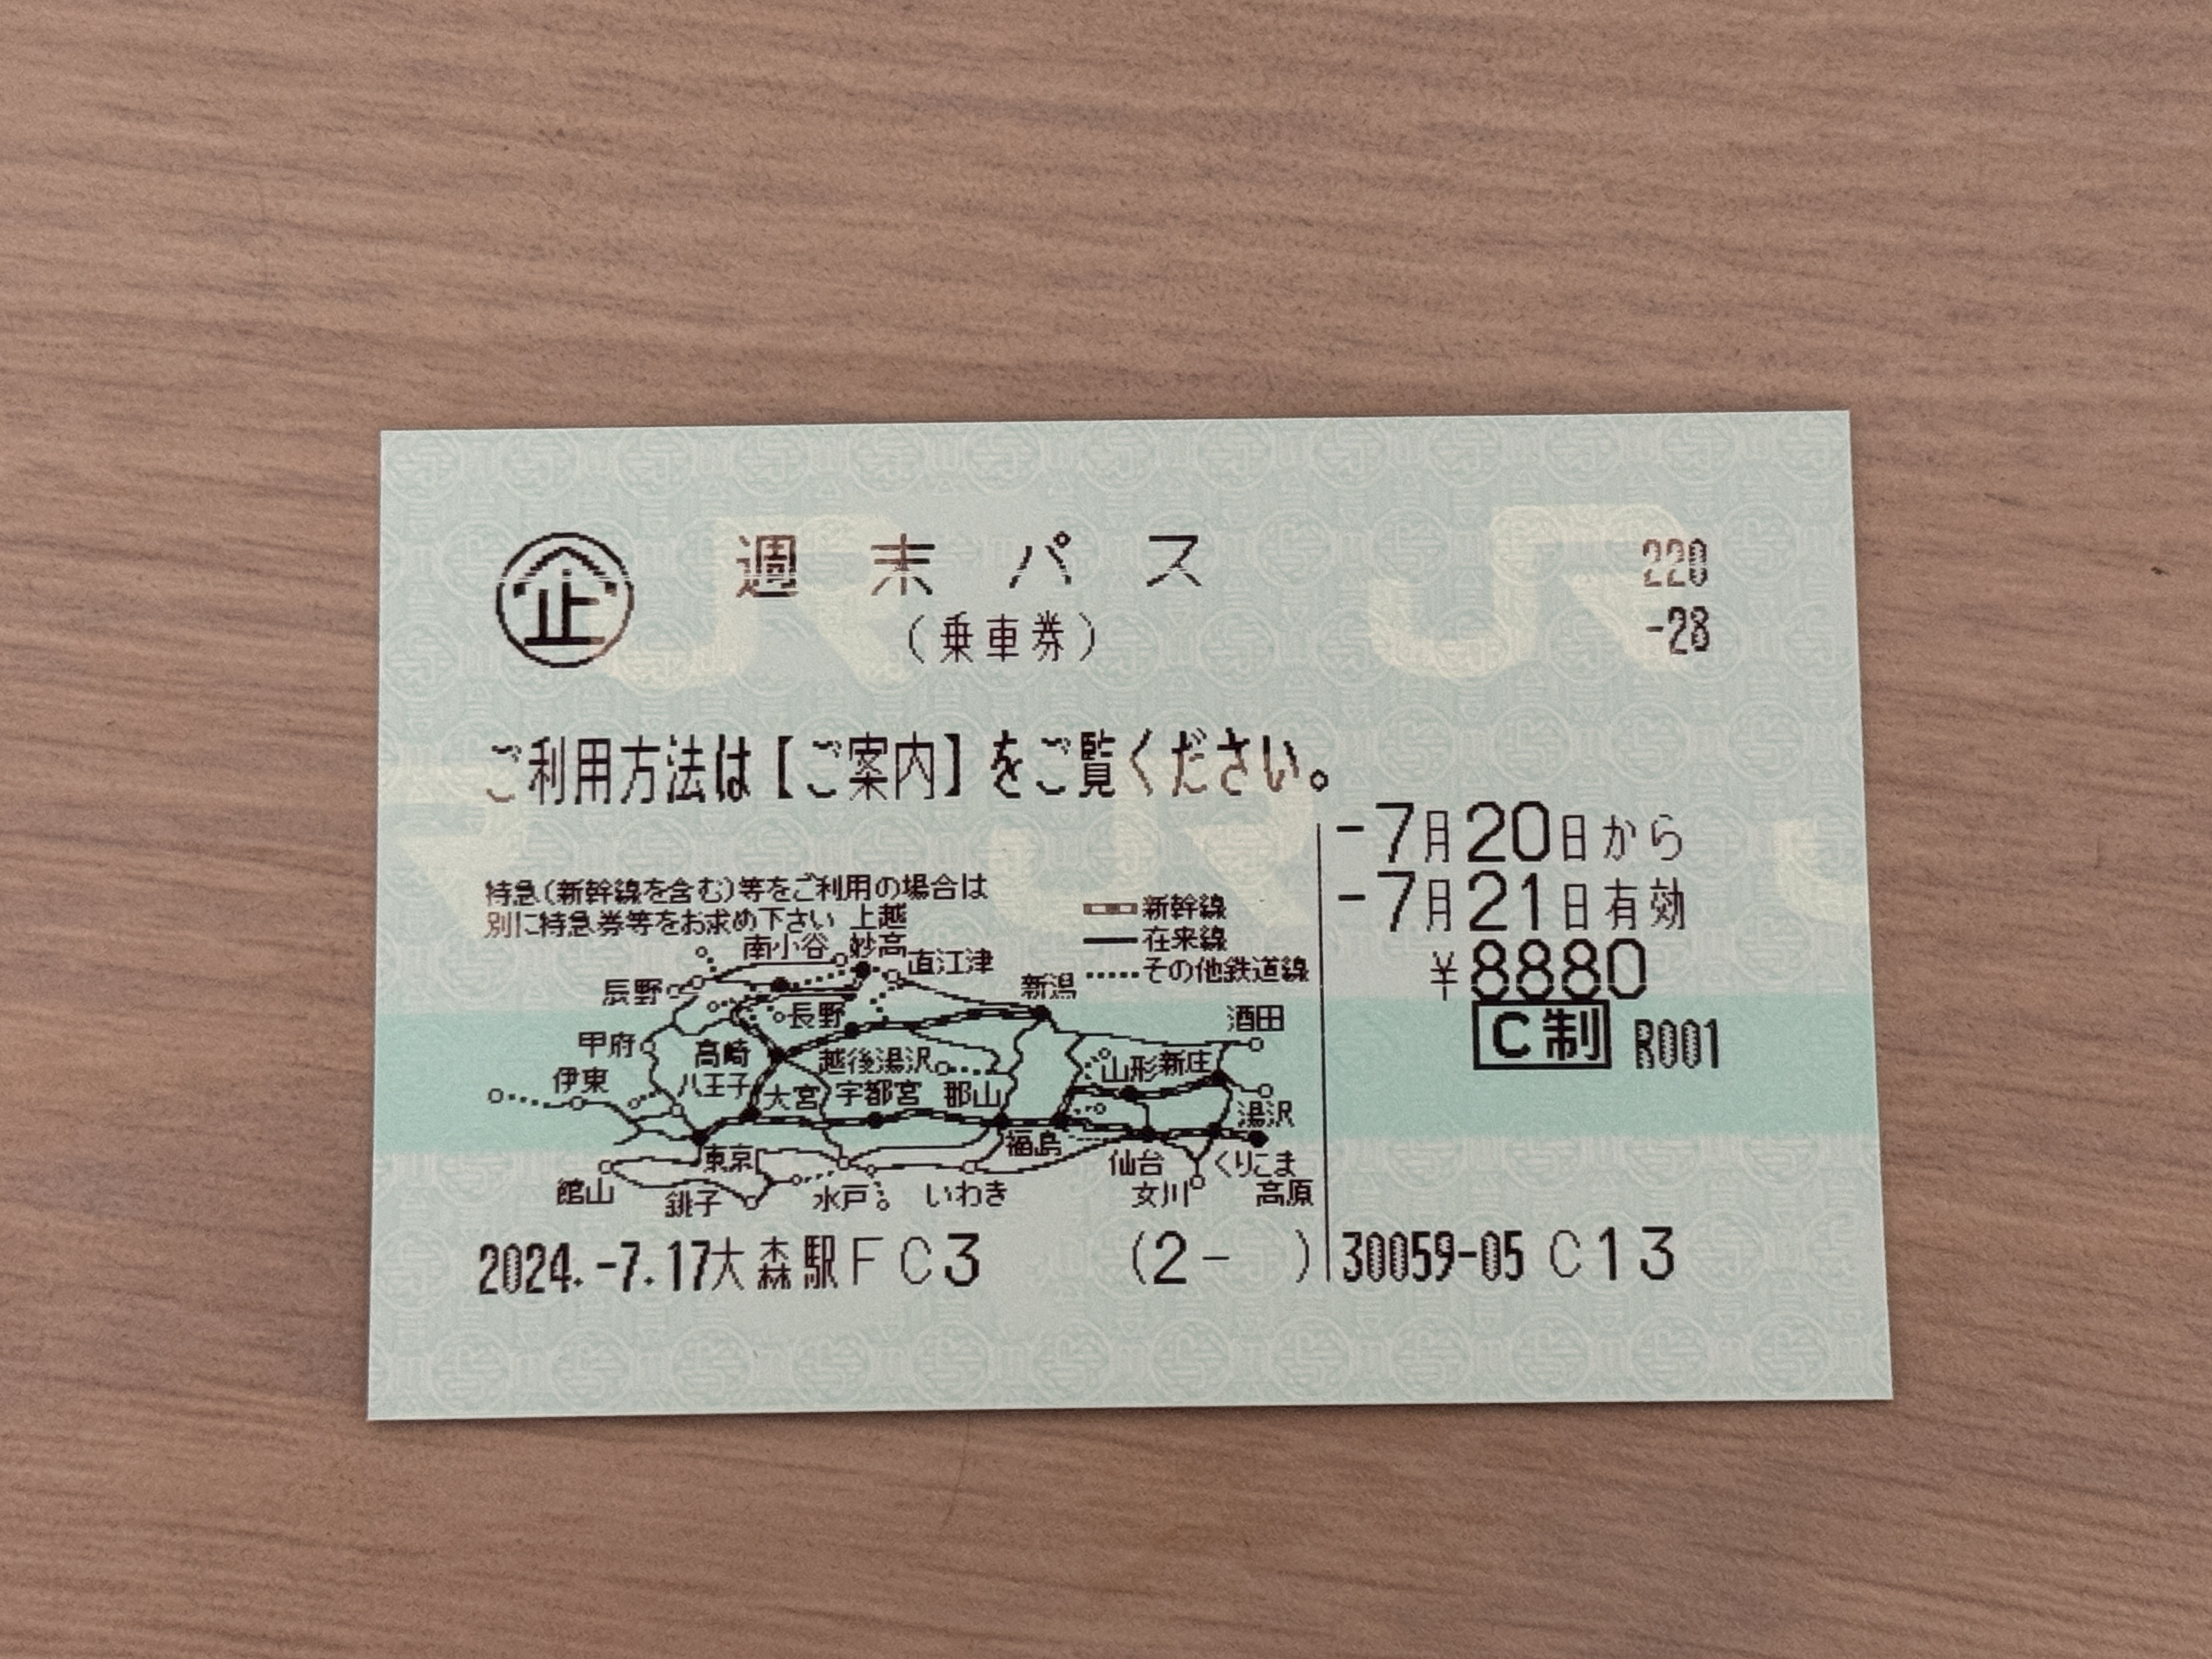 企 週末パス 220
(乗車券) -28
ご利用方法は【ご案内】をご覧ください。
-7月20日から
-7月21日有効
¥8880
C制 R001
特急(新幹線を含む)等をご利用の場合は
別に特急券等をお求め下さい
新幹線
在来線
その他鉄道線
上越
妙高
南小谷
直江津
辰野
長野
新潟
酒田
甲府
高崎
越後湯沢
山形
新庄
伊東
八王子
大宮
宇都宮
郡山
湯沢
福島
東京
仙台
くりこま
高原
館山
銚子
水戸
いわき
女川
2024.-7.17大森駅FC3 (2- ) 30059-05 C13
JR
JR
JR